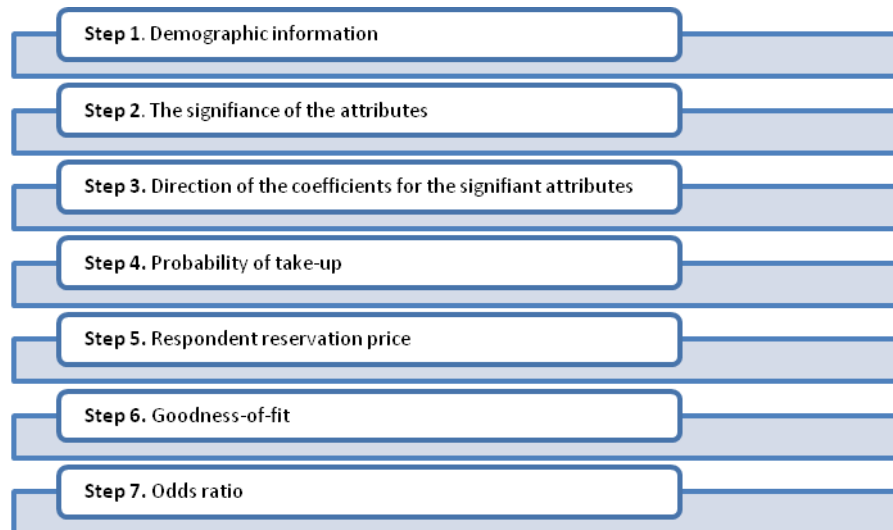 Step 1. Demographic information
Step 2. The signifiance of the attributes
Step 3. Direction of the coefficients for the signifiant attributes
Step 4. Probability of take-up
Step 5. Respondent reservation price
Step 6. Goodness-of-fit
Step 7. Odds ratio